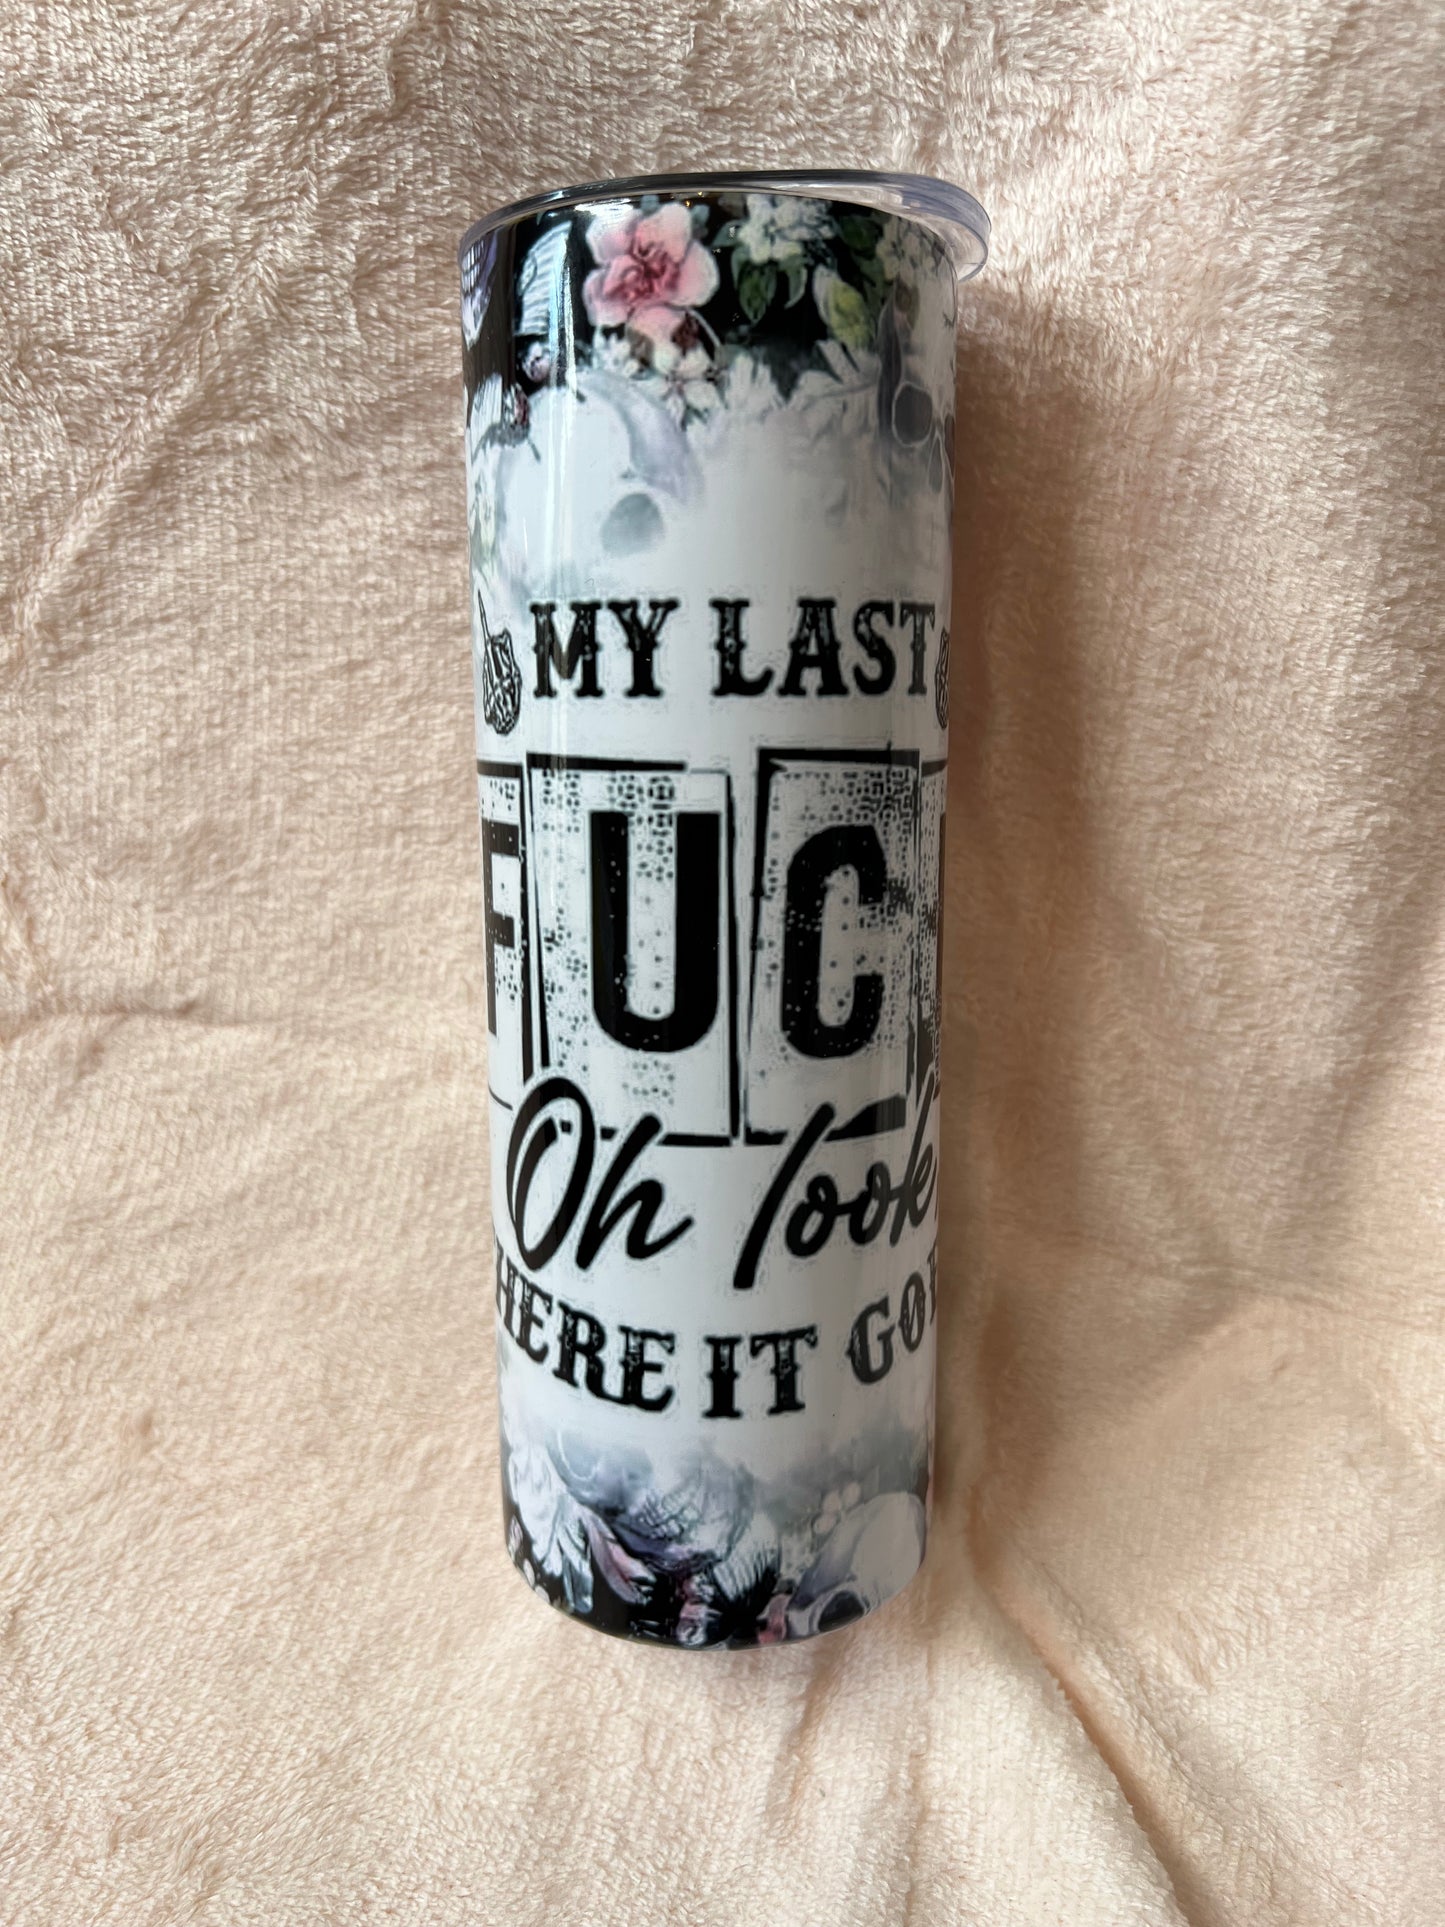 MY LAST
FUC
Oh look,
HERE IT GO